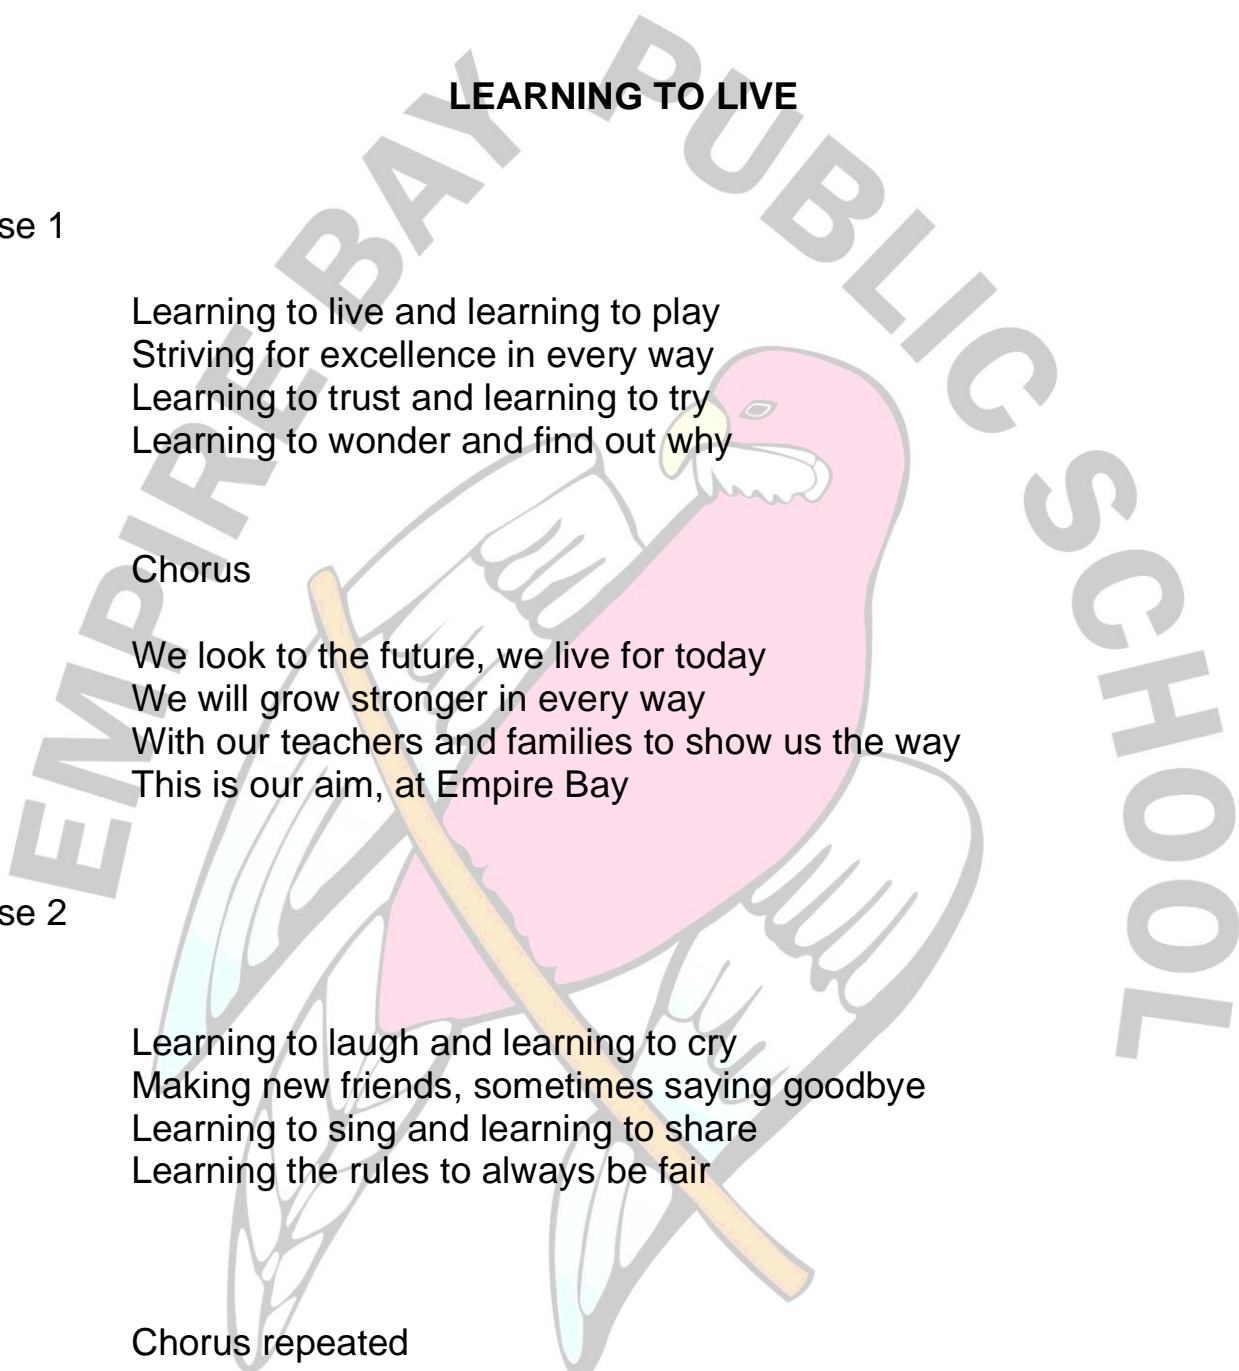 EMPIRE BAY PUBLIC SCHOOL
LEARNING TO LIVE
se 1
Learning to live and learning to play
Striving for excellence in every way
Learning to trust and learning to try
Learning to wonder and find out why
Chorus
We look to the future, we live for today
We will grow stronger in every way
With our teachers and families to show us the way
This is our aim, at Empire Bay
se 2
Learning to laugh and learning to cry
Making new friends, sometimes saying goodbye
Learning to sing and learning to share
Learning the rules to always be fair
Chorus repeated